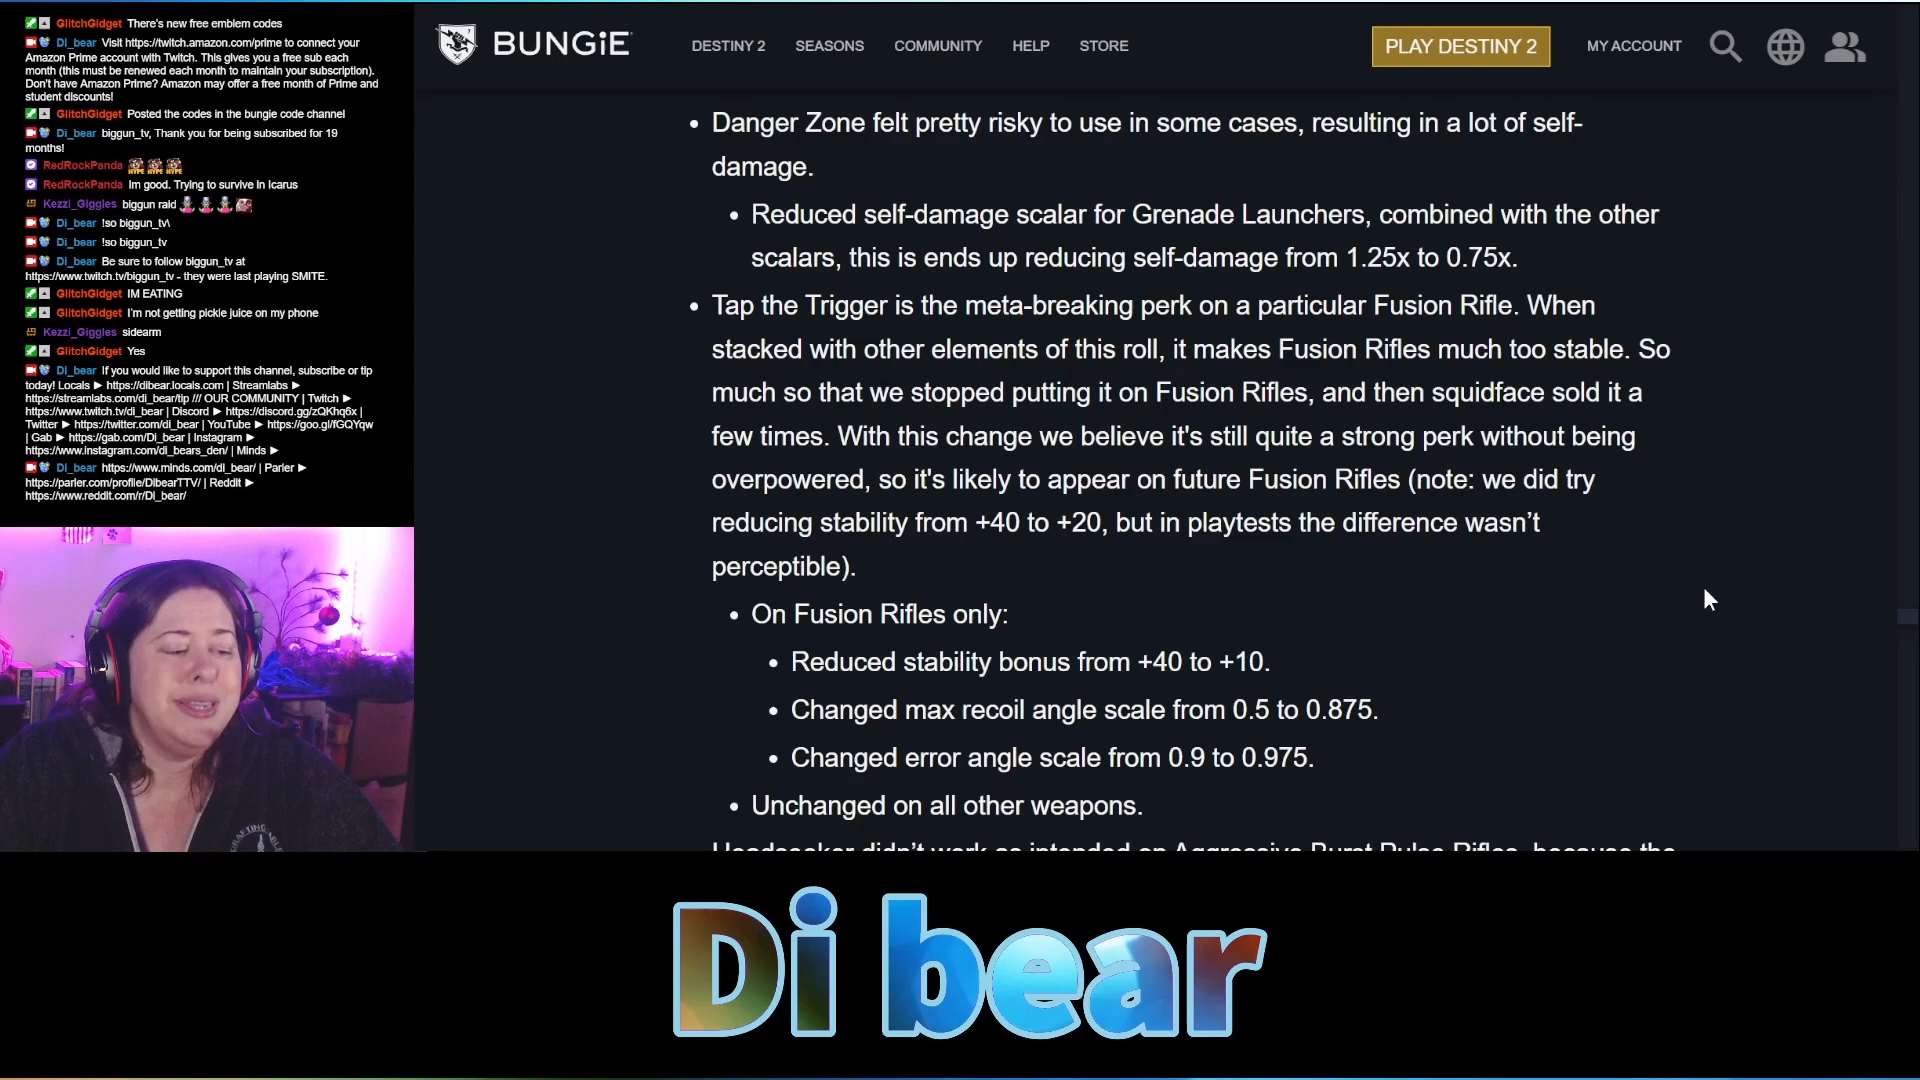 GlitchGidget There's new free emblem codes
Di_bear Visit https://twitch.amazon.com/prime to connect your
Amazon Prime account with Twitch. This gives you a free sub each
month (this must be renewed each month to maintain your subscription).
Don't have Amazon Prime? Amazon may offer a free month of Prime and
student discounts!
GlitchGidget Posted the codes in the bungie code channel
Di_bear biggun_tv, Thank you for being subscribed for 19
months!
RedRockPanda HYPE HYPE HYPE
RedRockPanda Im good. Trying to survive in Icarus
Kezzi_Giggles biggun raid
Di_bear !so biggun_tv\
Di_bear !so biggun_tv
Di_bear Be sure to follow biggun_tv at
https://www.twitch.tv/biggun_tv - they were last playing SMITE.
GlitchGidget IM EATING
GlitchGidget I'm not getting pickle juice on my phone
Kezzi_Giggles sidearm
GlitchGidget Yes
Di_bear If you would like to support this channel, subscribe or tip
today! Locals ► https://dibear.locals.com | Streamlabs ►
https://streamlabs.com/di_bear/tip /// OUR COMMUNITY | Twitch ►
https://www.twitch.tv/di_bear | Discord ► https://discord.gg/zQKhq6x |
Twitter ► https://twitter.com/di_bear | YouTube ► https://goo.gl/fGQYqw
| Gab ► https://gab.com/Di_bear | Instagram ►
https://www.instagram.com/di_bears_den/ | Minds ►
Di_bear https://www.minds.com/di_bear/ | Parler ►
https://parler.com/profile/DibearTTV/ | Reddit ►
https://www.reddit.com/r/Di_bear/
BUNGiE
DESTINY 2 SEASONS COMMUNITY HELP STORE
PLAY DESTINY 2
MY ACCOUNT
• Danger Zone felt pretty risky to use in some cases, resulting in a lot of self-
damage.
• Reduced self-damage scalar for Grenade Launchers, combined with the other
scalars, this is ends up reducing self-damage from 1.25x to 0.75x.
• Tap the Trigger is the meta-breaking perk on a particular Fusion Rifle. When
stacked with other elements of this roll, it makes Fusion Rifles much too stable. So
much so that we stopped putting it on Fusion Rifles, and then squidface sold it a
few times. With this change we believe it's still quite a strong perk without being
overpowered, so it's likely to appear on future Fusion Rifles (note: we did try
reducing stability from +40 to +20, but in playtests the difference wasn't
perceptible).
• On Fusion Rifles only:
• Reduced stability bonus from +40 to +10.
• Changed max recoil angle scale from 0.5 to 0.875.
• Changed error angle scale from 0.9 to 0.975.
• Unchanged on all other weapons.
Headseeker didn't work as intended on Aggressive Burst Pulse Rifles, because the
Di bear